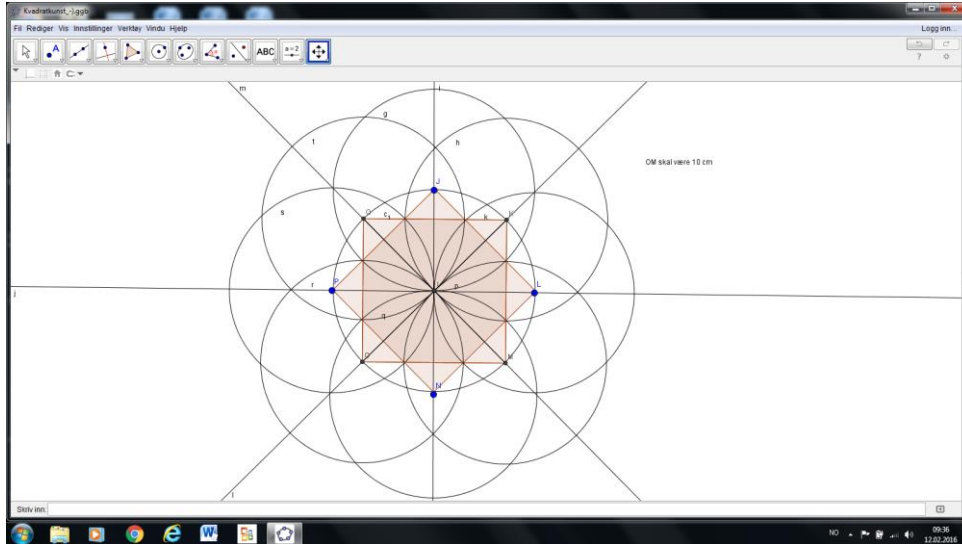 Kvadratkunst_-).ggb
Fil Rediger Vis Innstillinger Verktøy Vindu Hjelp
Logg inn...
ABC
a=2
?
m
i
g
f
h
OM skal være 10 cm
J
s
c₁
k
K
P
r
p
L
j
q
M
N
l
Skriv inn:
NO
09:36
12.02.2016